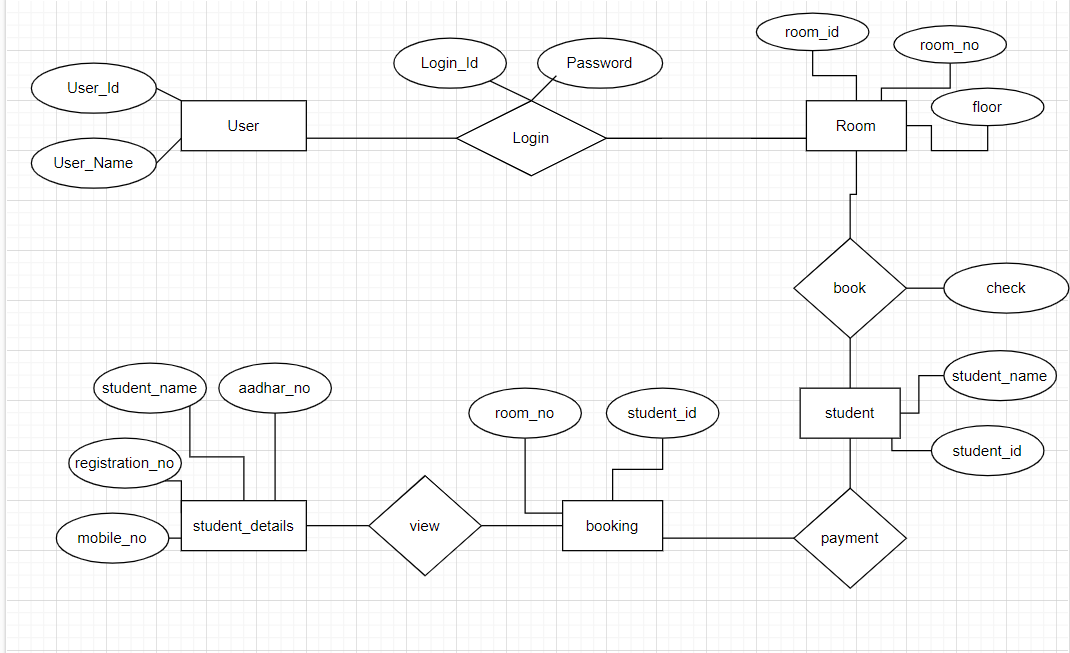 room_id
room_no
Login_Id
Password
User_Id
floor
User
Room
Login
User_Name
book
check
student_name
student_name
aadhar_no
room_no
student_id
student
student_id
registration_no
student_details
view
booking
mobile_no
payment